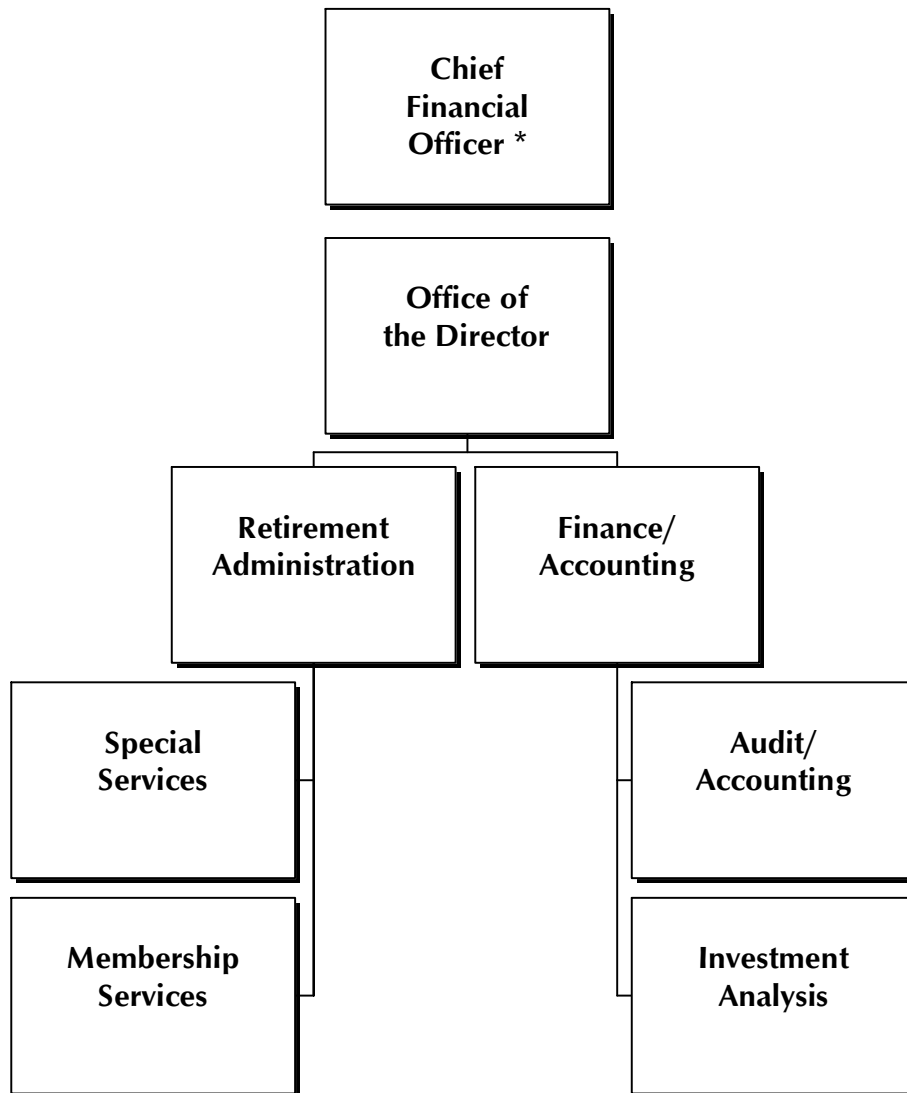 Chief
Financial
Officer *
Office of
the Director
Retirement
Administration
Finance/
Accounting
Special
Services
Audit/
Accounting
Membership
Services
Investment
Analysis